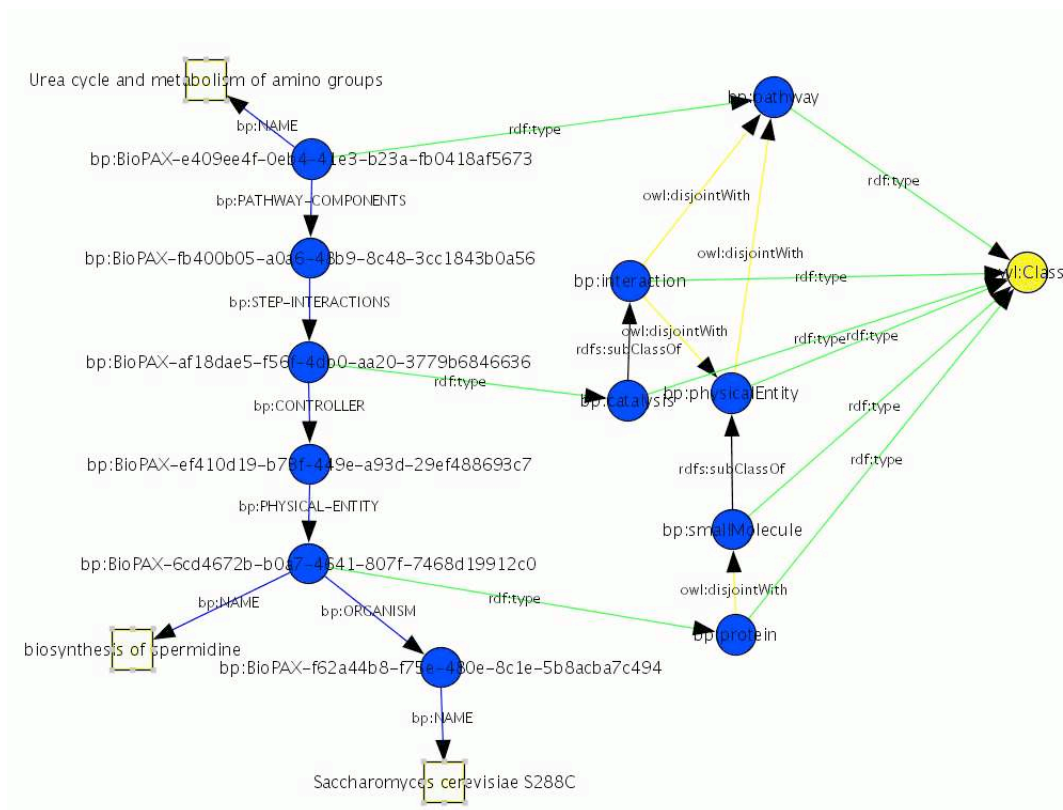 Urea cycle and metabolism of amino groups
bp:pathway
bp:NAME
rdf:type
bp:BioPAX-e409ee4f-0eb4-41e3-b23a-fb0418af5673
rdf:type
owl:disjointWith
bp:PATHWAY-COMPONENTS
owl:disjointWith
bp:BioPAX-fb400b05-a0a6-48b9-8c48-3cc1843b0a56
owl:Class
bp:interaction
rdf:type
bp:STEP-INTERACTIONS
owl:disjointWith
rdf:type
rdf:type
rdfs:subClassOf
bp:BioPAX-af18dae5-f56f-4db0-aa20-3779b6846636
rdf:type
bp:catalysis
bp:physicalEntity
bp:CONTROLLER
rdf:type
bp:BioPAX-ef410d19-b78f-449e-a93d-29ef488693c7
rdf:type
rdfs:subClassOf
bp:PHYSICAL-ENTITY
bp:smallMolecule
bp:BioPAX-6cd4672b-b0a7-4641-807f-7468d19912c0
owl:disjointWith
bp:NAME
rdf:type
bp:ORGANISM
bp:protein
biosynthesis of spermidine
bp:BioPAX-f62a44b8-f75e-480e-8c1e-5b8acba7c494
bp:NAME
Saccharomyces cerevisiae S288C